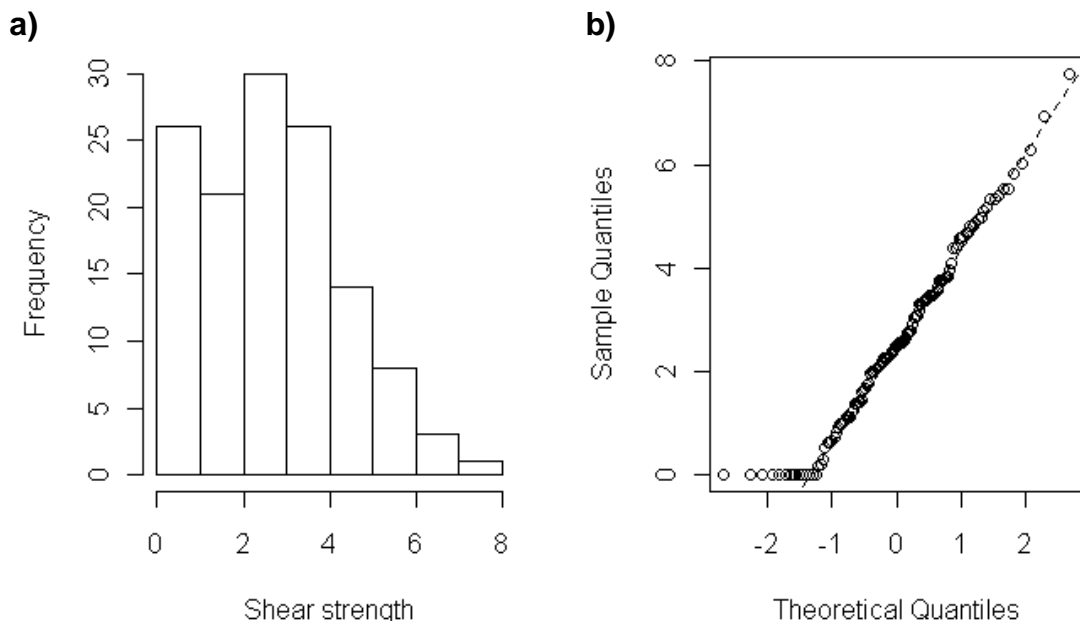 a)
b)
Frequency
0
5
10
15
20
25
30
0 2 4 6 8
Shear strength
Sample Quantiles
0
2
4
6
8
-2 -1 0 1 2
Theoretical Quantiles